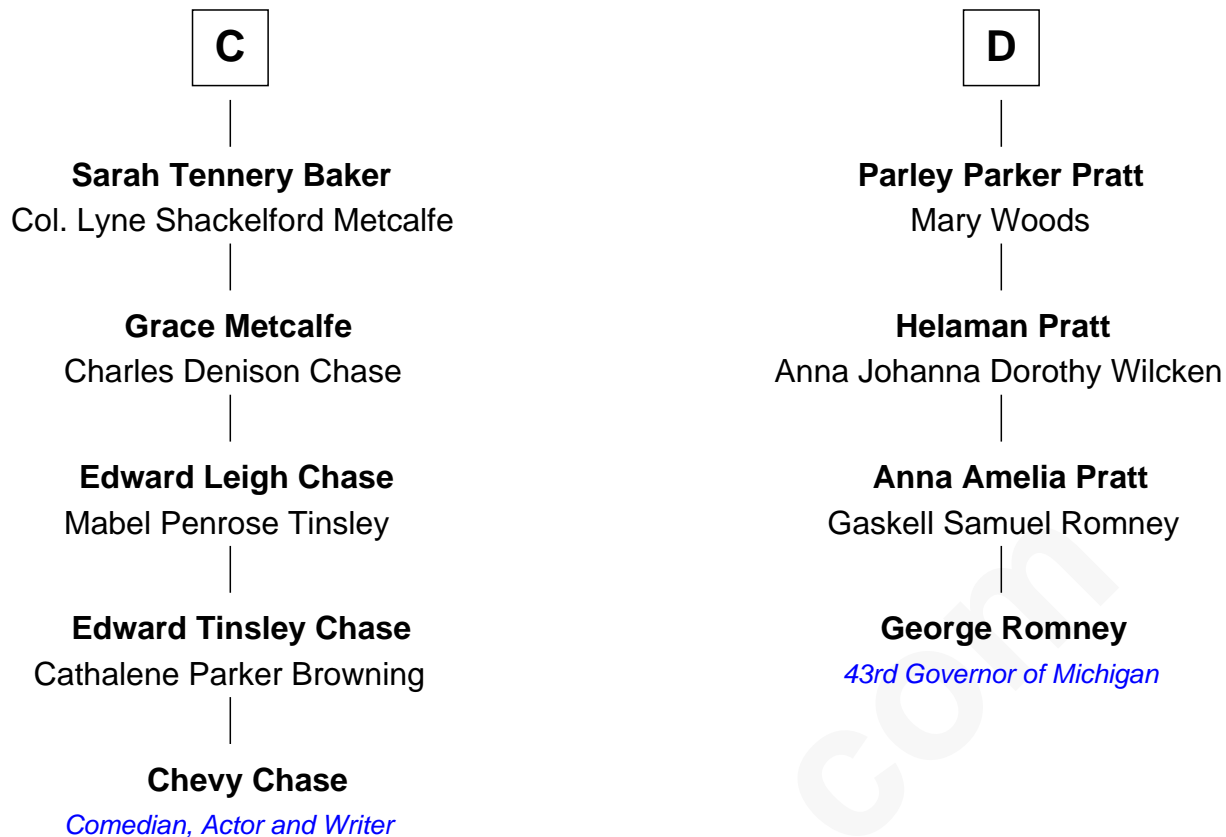 C
Sarah Tennery Baker
Col. Lyne Shackelford Metcalfe
Grace Metcalfe
Charles Denison Chase
Edward Leigh Chase
Mabel Penrose Tinsley
Edward Tinsley Chase
Cathalene Parker Browning
Chevy Chase
Comedian, Actor and Writer
D
Parley Parker Pratt
Mary Woods
Helaman Pratt
Anna Johanna Dorothy Wilcken
Anna Amelia Pratt
Gaskell Samuel Romney
George Romney
43rd Governor of Michigan
com